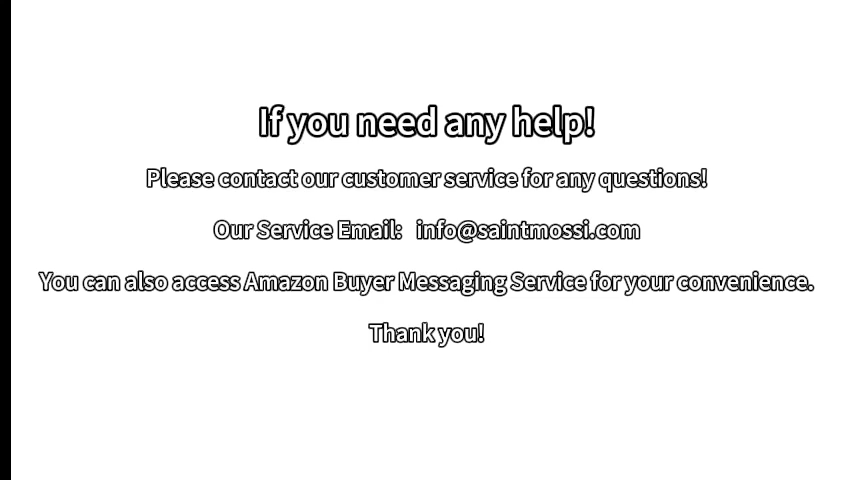 If you need any help!
Please contact our customer service for any questions!
Our Service Email: info@saintmossi.com
You can also access Amazon Buyer Messaging Service for your convenience.
Thank you!